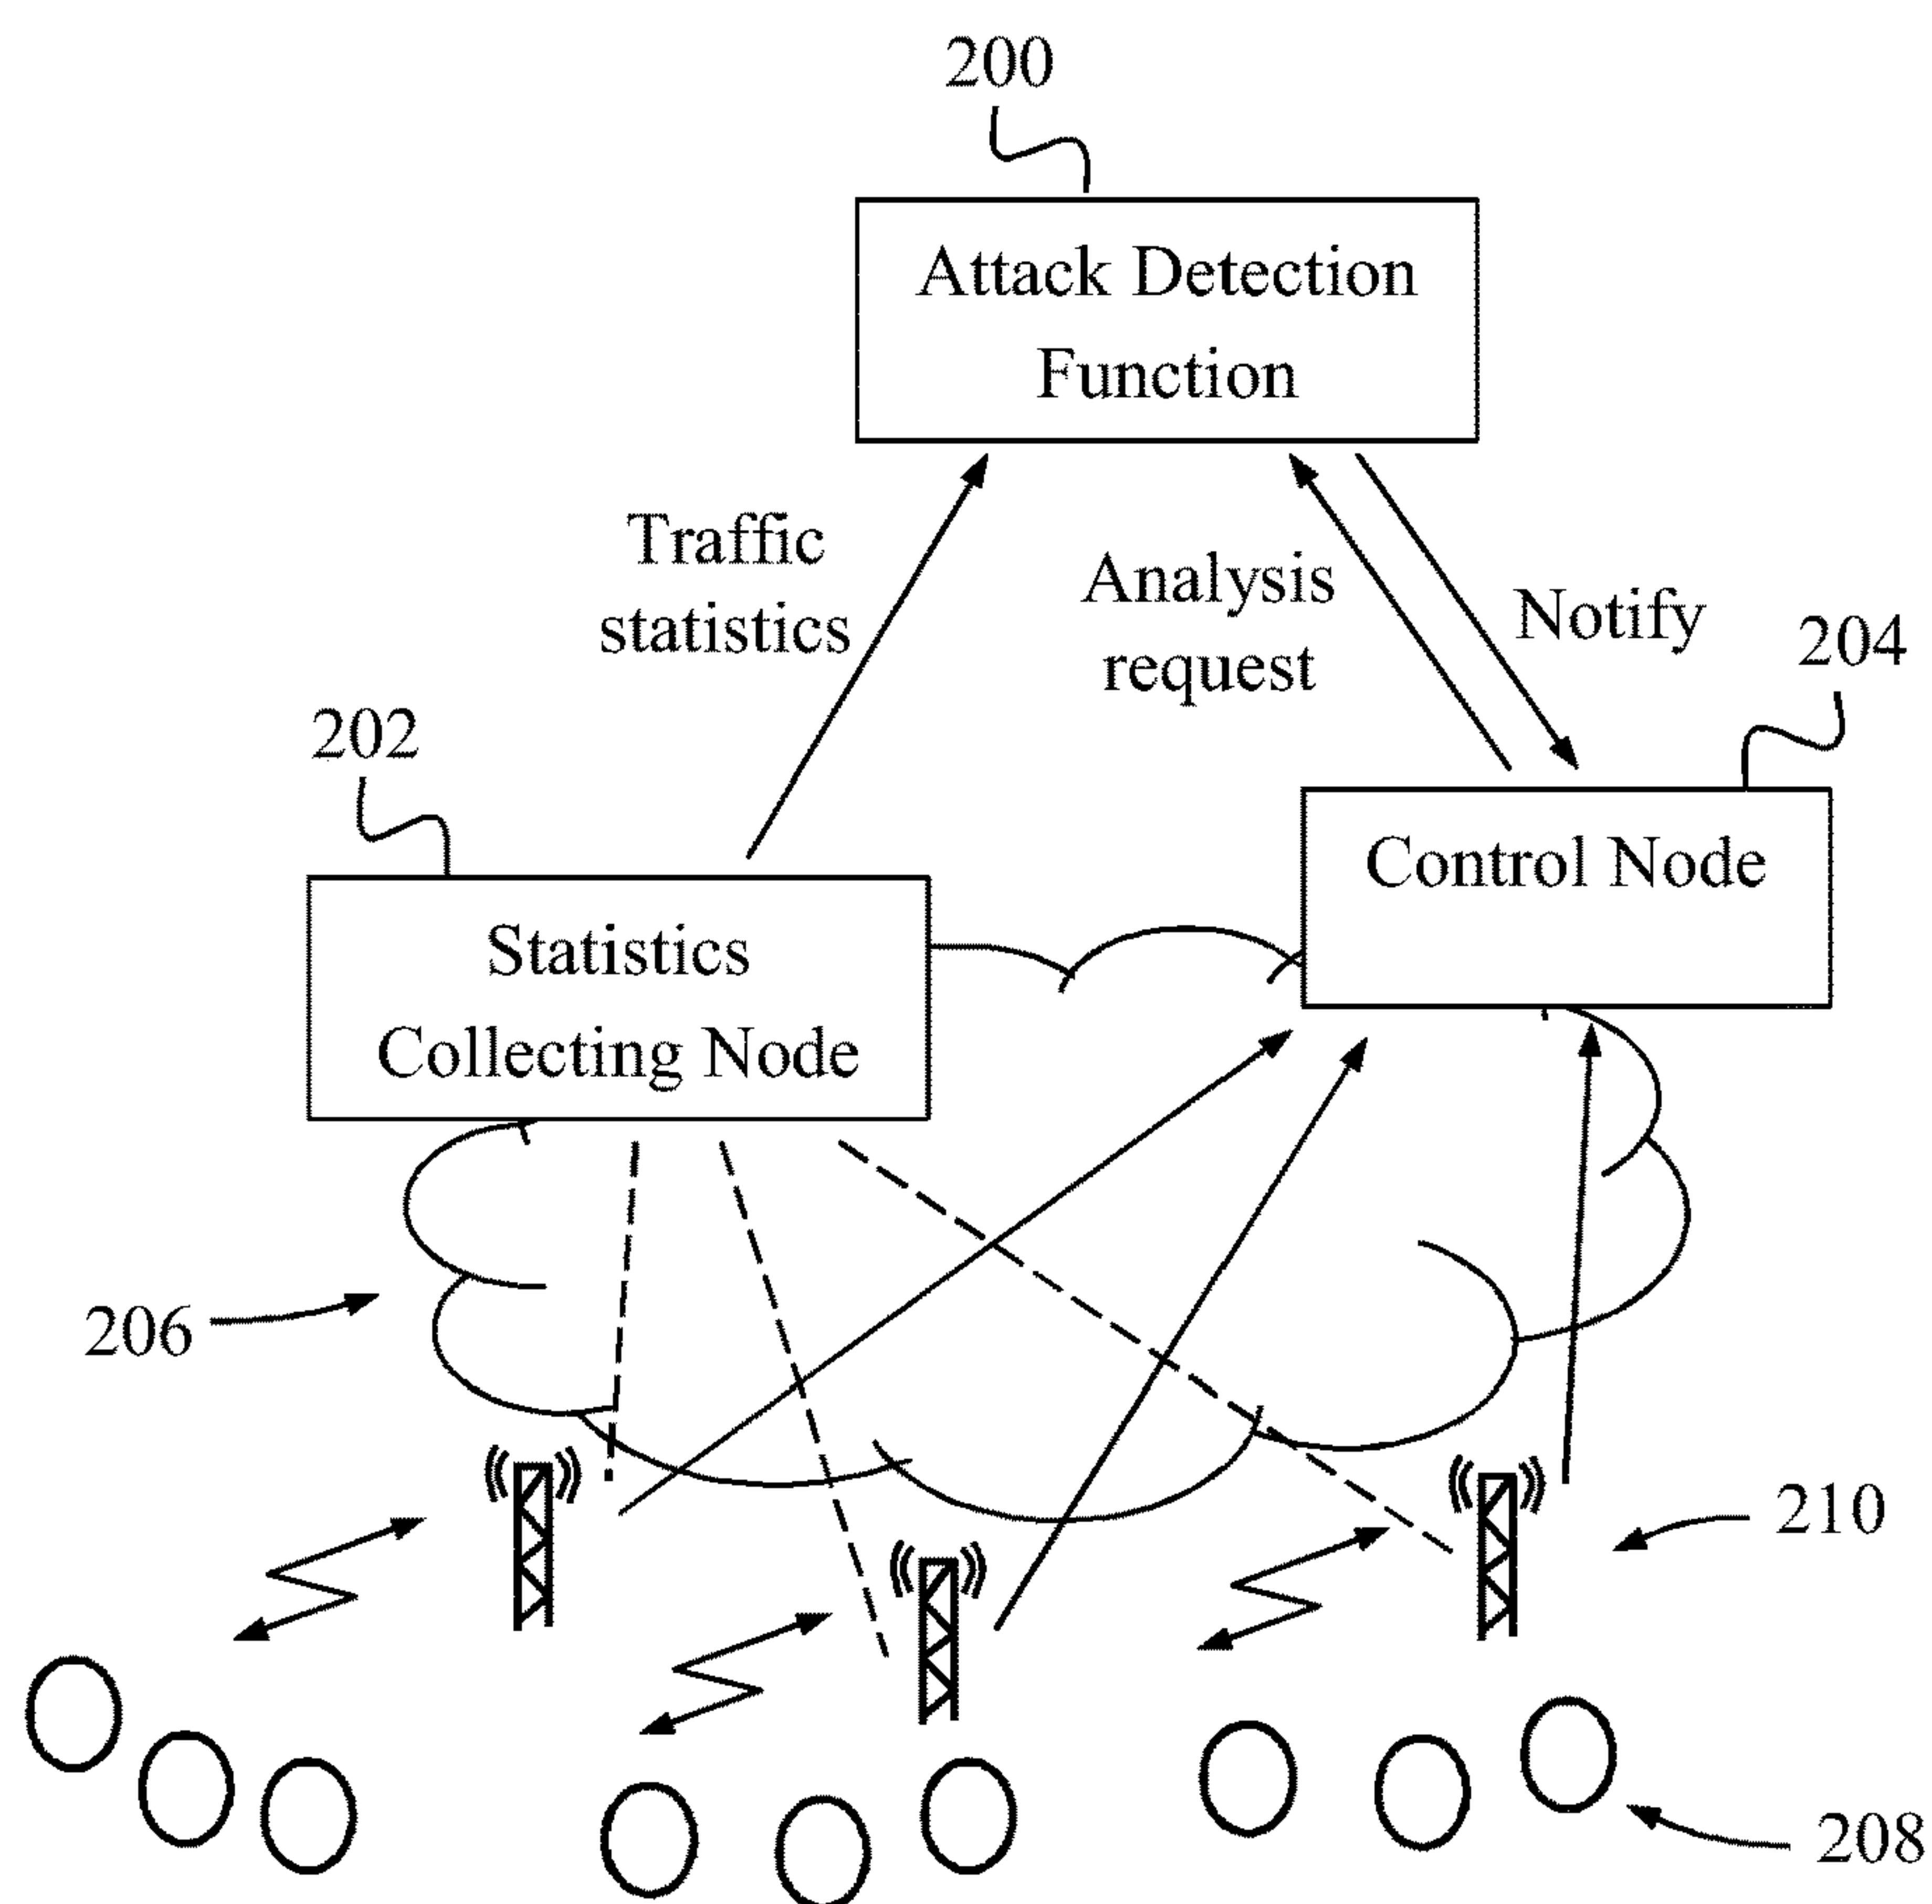 200
Attack Detection
Function
Traffic
statistics
Analysis
request
Notify
204
202
Control Node
Statistics
Collecting Node
206
210
208